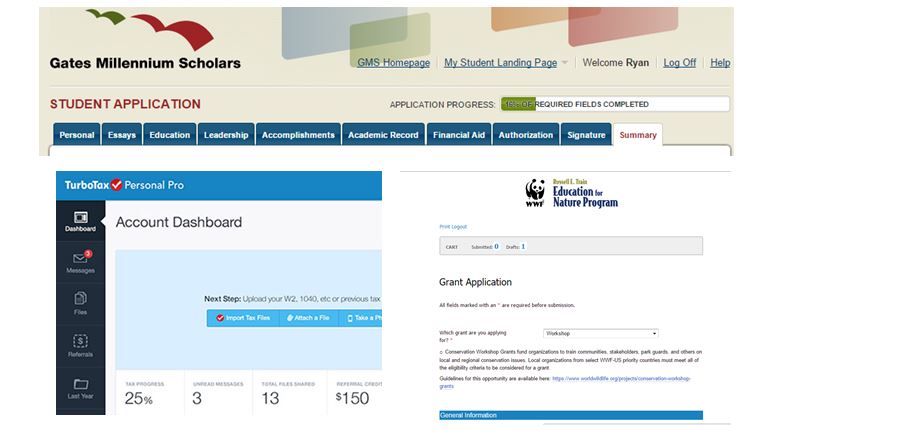 Gates Millennium Scholars
GMS Homepage My Student Landing Page Welcome Ryan Log Off Help
STUDENT APPLICATION
APPLICATION PROGRESS: 16% OF REQUIRED FIELDS COMPLETED
Personal Essays Education Leadership Accomplishments Academic Record Financial Aid Authorization Signature Summary
TurboTax Personal Pro
Dashboard
Messages
3
Files
Referrals
Last Year
Account Dashboard
Next Step: Upload your W2, 1040, etc or previous tax
Import Tax Files Attach a File Take a Ph
TAX PROGRESS UNREAD MESSAGES TOTAL FILES SHARED REFERRAL CREDIT
25% 3 13 $150
WWF
Russell E. Train
Education for
Nature Program
Print Logout
CART Submitted: 0 Drafts: 1
Grant Application
All fields marked with an * are required before submission.
Which grant are you applying
for? *
Workshop
Conservation Workshop Grants fund organizations to train communities, stakeholders, park guards, and others on
local and regional conservation issues. Local organizations from select WWF-US priority countries must meet all of
the eligibility criteria to be considered for a grant
Guidelines for this opportunity are available here: https://www.worldwildlife.org/projects/conservation-workshop-
grants
General Information